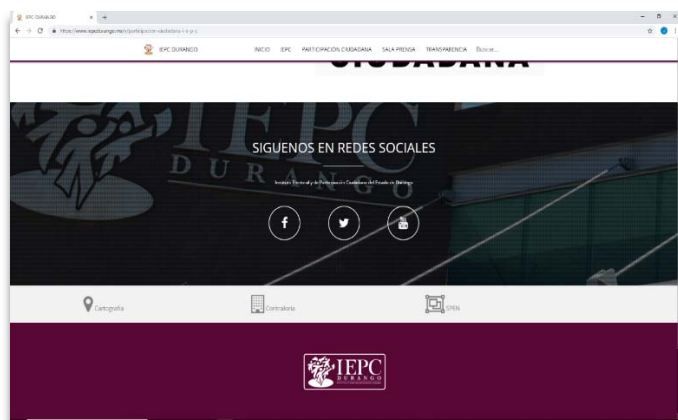 IEPC DURANGO
IEPC DURANGO INICIO IEPC PARTICIPACIÓN CIUDADANA SALA PRENSA TRANSPARENCIA Buscar...
CIUDADANA
IEPC
DURANGO
SIGUENOS EN REDES SOCIALES
Instituto Electoral y de Participación Ciudadana del Estado de Durango
Cartografía Contraloría SPEN
IEPC
DURANGO